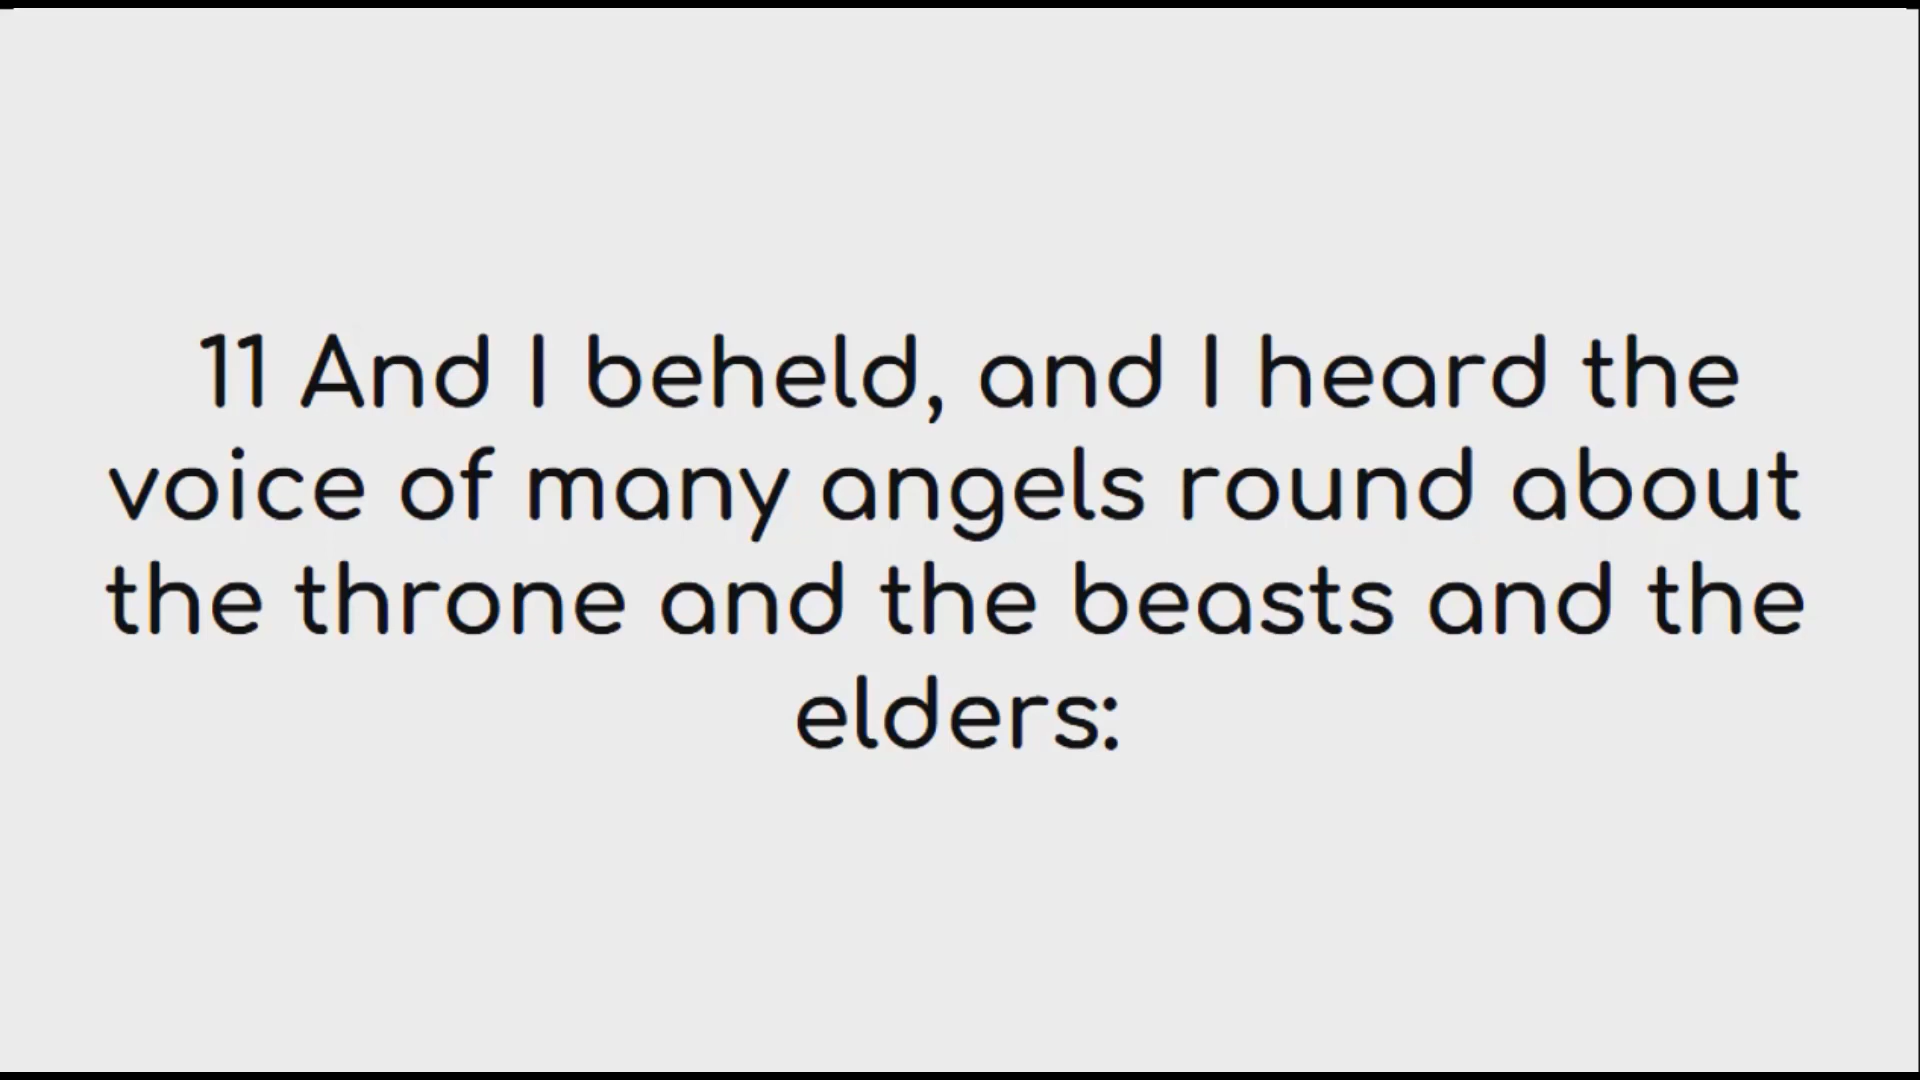 11 And I beheld, and I heard the
voice of many angels round about
the throne and the beasts and the
elders: